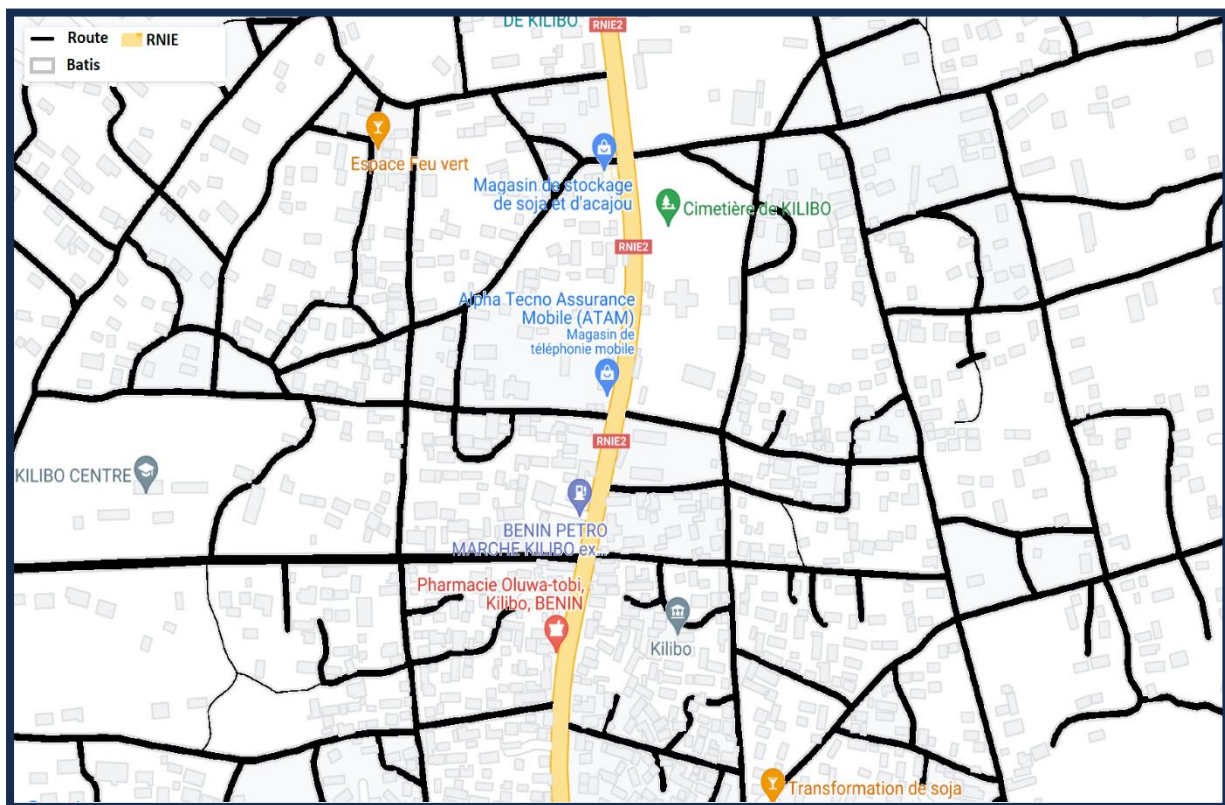 DE KILIBO
RNIE2
Route RNIE
Batis
Espace Feu vert
Magasin de stockage
de soja et d'acajou
Cimetière de KILIBO
RNIE2
Alpha Tecno Assurance
Mobile (ATAM)
Magasin de
téléphonie mobile
RNIE2
KILIBO CENTRE
BENIN PETRO
MARCHE KILIBO ex...
Pharmacie Oluwa-tobi,
Kilibo, BENIN
Kilibo
Transformation de soja